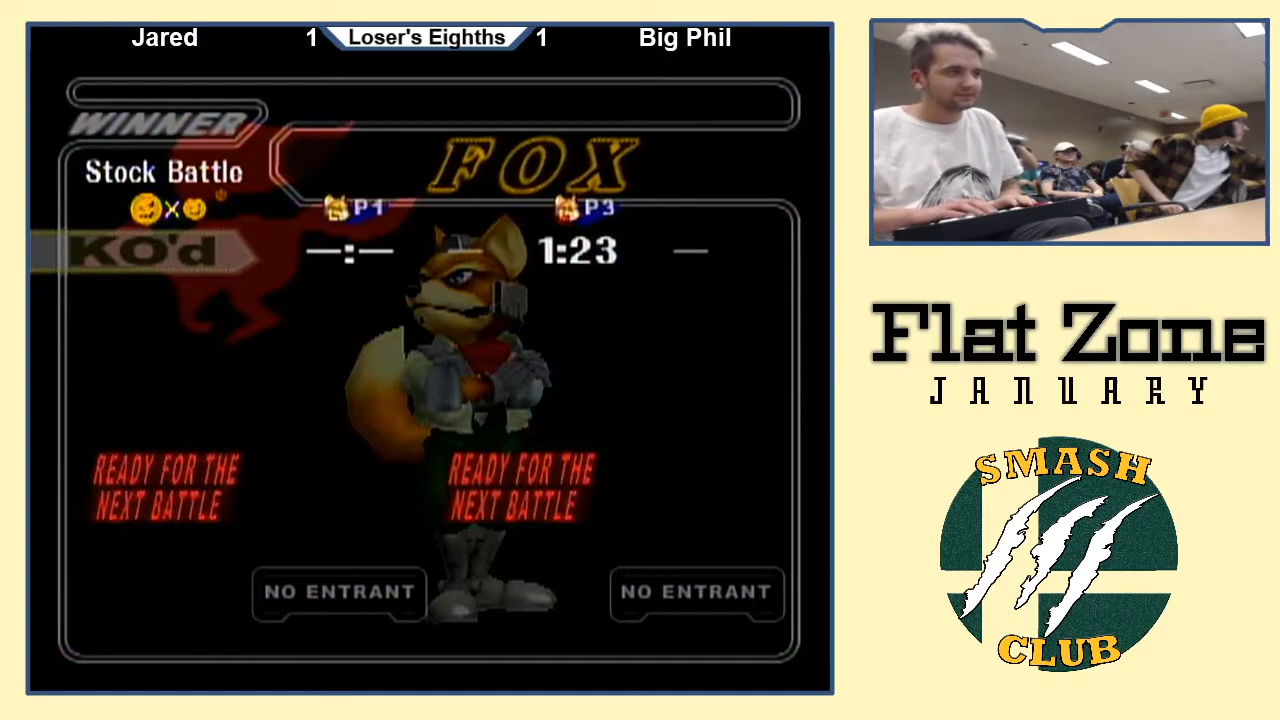 Jared 1 Loser's Eighths 1 Big Phil
WINNER
FOX
Stock Battle
P1 P3
KO'd
—:— — 1:23 —
READY FOR THE
NEXT BATTLE
READY FOR THE
NEXT BATTLE
NO ENTRANT
NO ENTRANT
Flat Zone
JANUARY
SMASH
CLUB